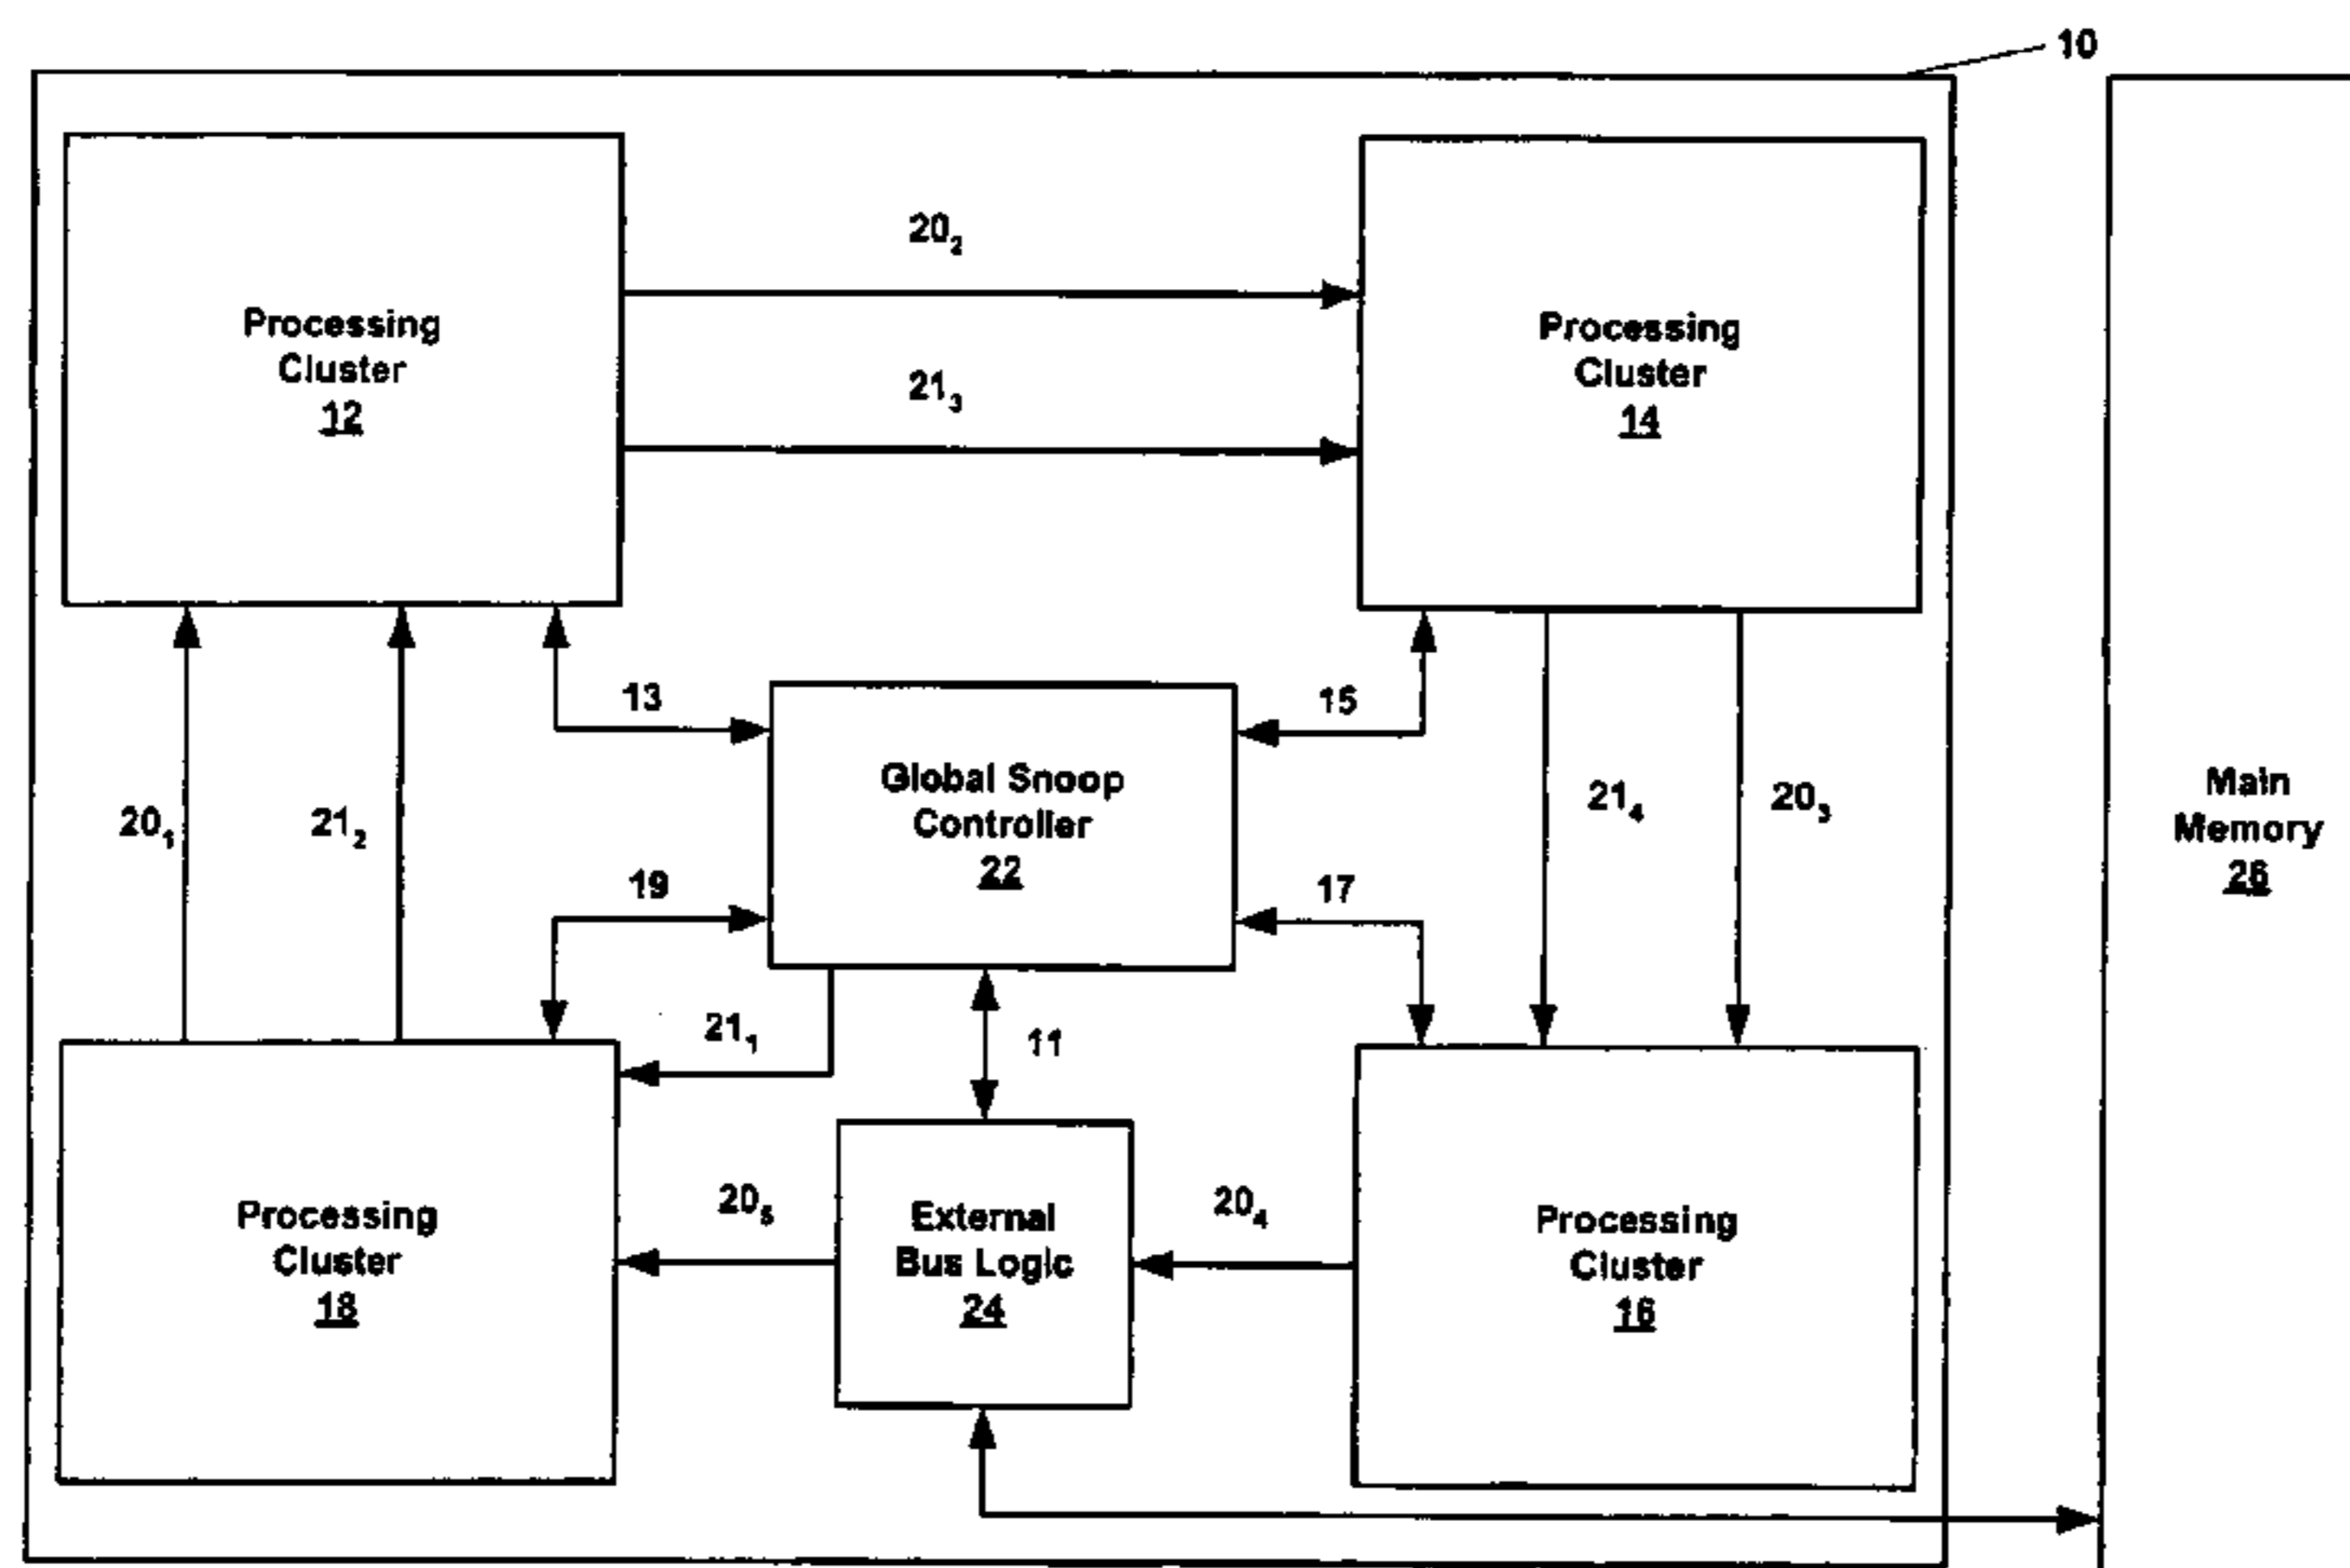 10
Processing
Cluster
12
20₂
21₃
Processing
Cluster
14
13
15
Global Snoop
Controller
22
20₁
21₂
21₄
20₃
Main
Memory
26
19
17
21₁
11
Processing
Cluster
18
20₅
External
Bus Logic
24
20₄
Processing
Cluster
16